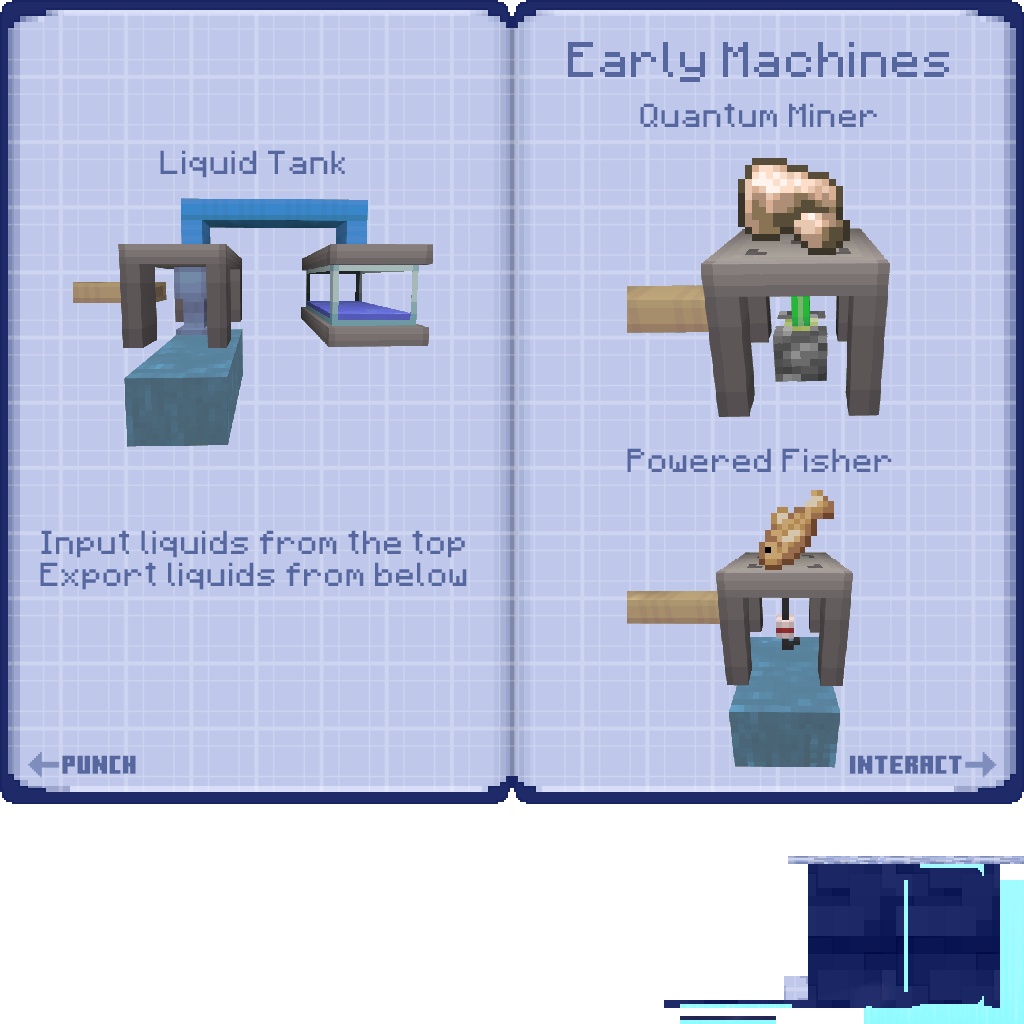 Liquid Tank
Input liquids from the top
Export liquids from below
PUNCH
Early Machines
Quantum Miner
Powered Fisher
INTERACT